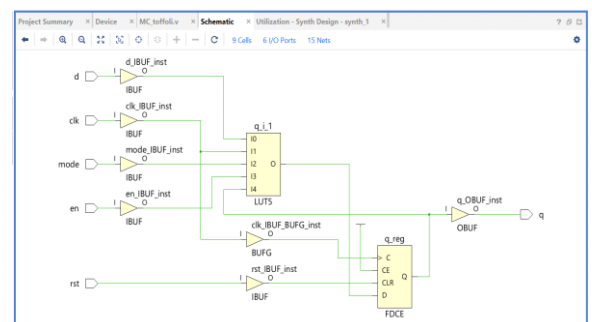 Project Summary × Device × MC_toffoli.v × Schematic × Utilization - Synth Design - synth_1 ×
9 Cells 6 I/O Ports 15 Nets
d_IBUF_inst
d I O
IBUF
clk_IBUF_inst
clk I O
IBUF
q_i_1
I0
I1
I2 O
I3
I4
LUT5
mode_IBUF_inst
mode I O
IBUF
en_IBUF_inst
en I O
IBUF
q_OBUF_inst
I O q
OBUF
clk_IBUF_BUFG_inst
I O
BUFG
q_reg
C
CE
CLR Q
D
FDCE
rst_IBUF_inst
rst I O
IBUF